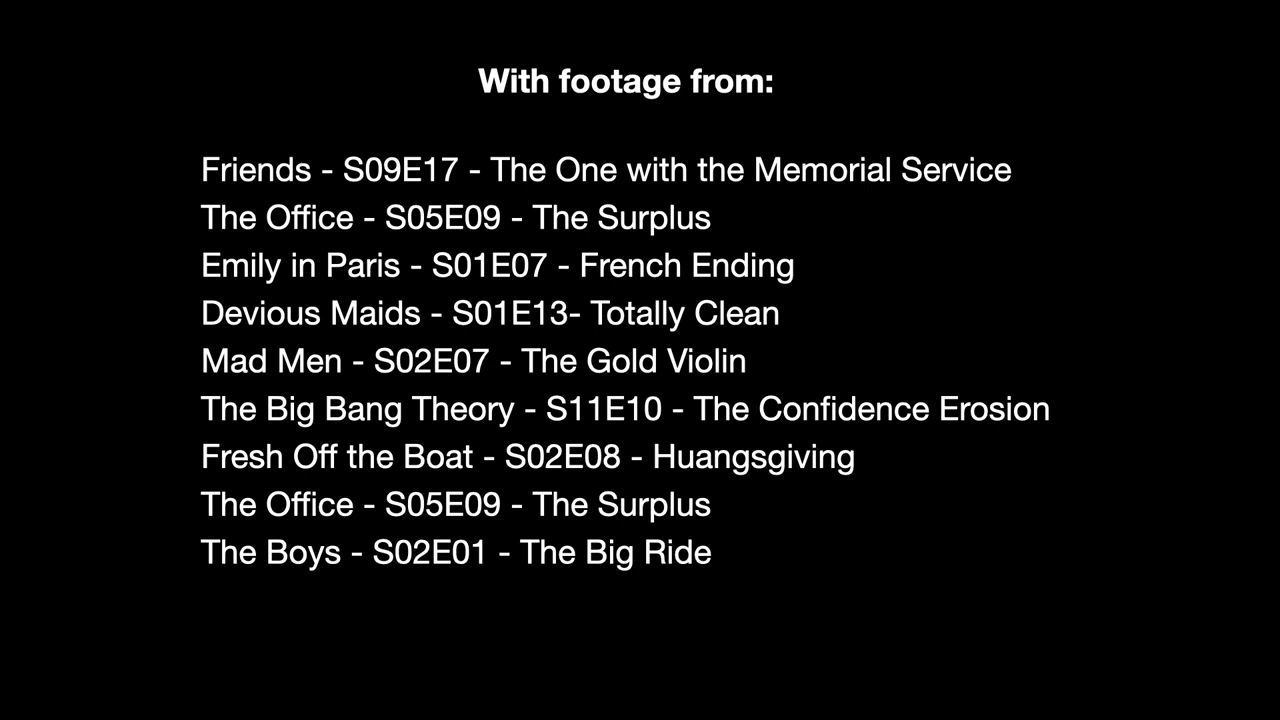 With footage from:
Friends - S09E17 - The One with the Memorial Service
The Office - S05E09 - The Surplus
Emily in Paris - S01E07 - French Ending
Devious Maids - S01E13- Totally Clean
Mad Men - S02E07 - The Gold Violin
The Big Bang Theory - S11E10 - The Confidence Erosion
Fresh Off the Boat - S02E08 - Huangsgiving
The Office - S05E09 - The Surplus
The Boys - S02E01 - The Big Ride